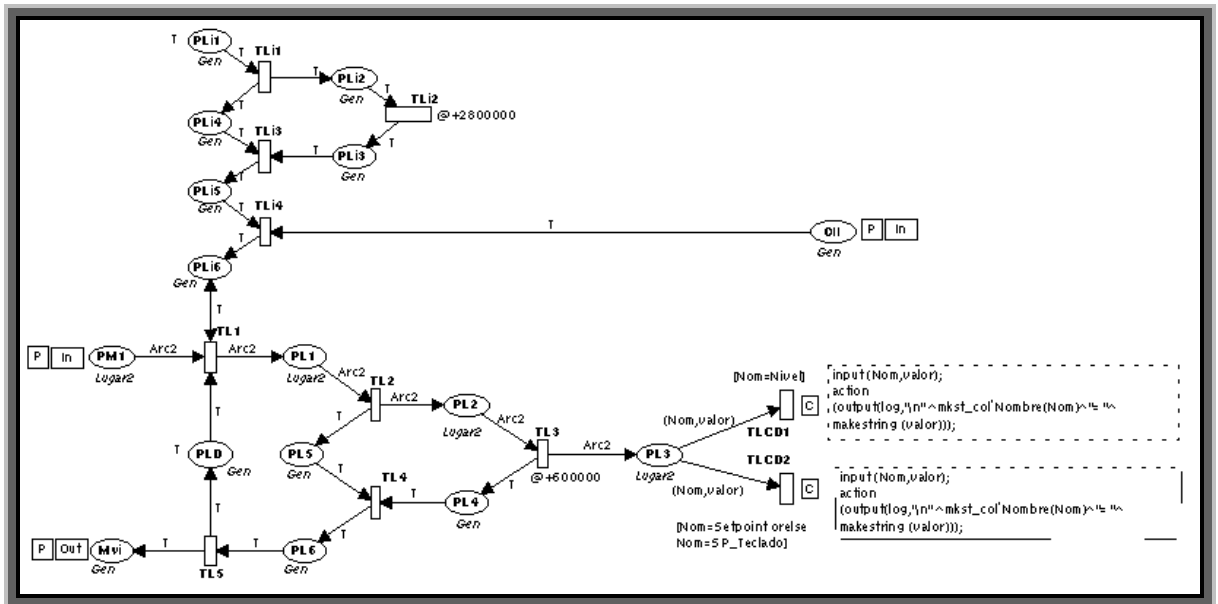 T PLi1
Gen
T TLi1
T
PLi2
Gen
T
TLi2
@+2800000
T
PLi4
Gen
T TLi3
T
PLi3
Gen
T
T
PLi5
Gen
T TLi4
T
OII
Gen
P In
T
PLi6
Gen
T
TL1
P In PM1
Lugar2
Arc2
Arc2
PL1
Lugar2
Arc2
TL2
Arc2
PL2
Lugar2
Arc2
TL3
@+600000
Arc2
PL3
Lugar2
(Nom,valor)
(Nom,valor)
[Nom=Nivel]
C
TLCD1
input (Nom,valor);
action
(output(log,"\n"^mkst_col'Nombre(Nom)^"= "^
makestring (valor)));
TLCD2
C
input (Nom,valor);
action
(output(log,"\n"^mkst_col'Nombre(Nom)^"= "^
makestring (valor)));
[Nom=Setpoint orelse
Nom=SP_Teclado]
T
T PLD
Gen
T
T
PL5
Gen
T
TL4
T
PL4
Gen
T
T
PL6
Gen
T
TL5
T
P Out Mvi
Gen